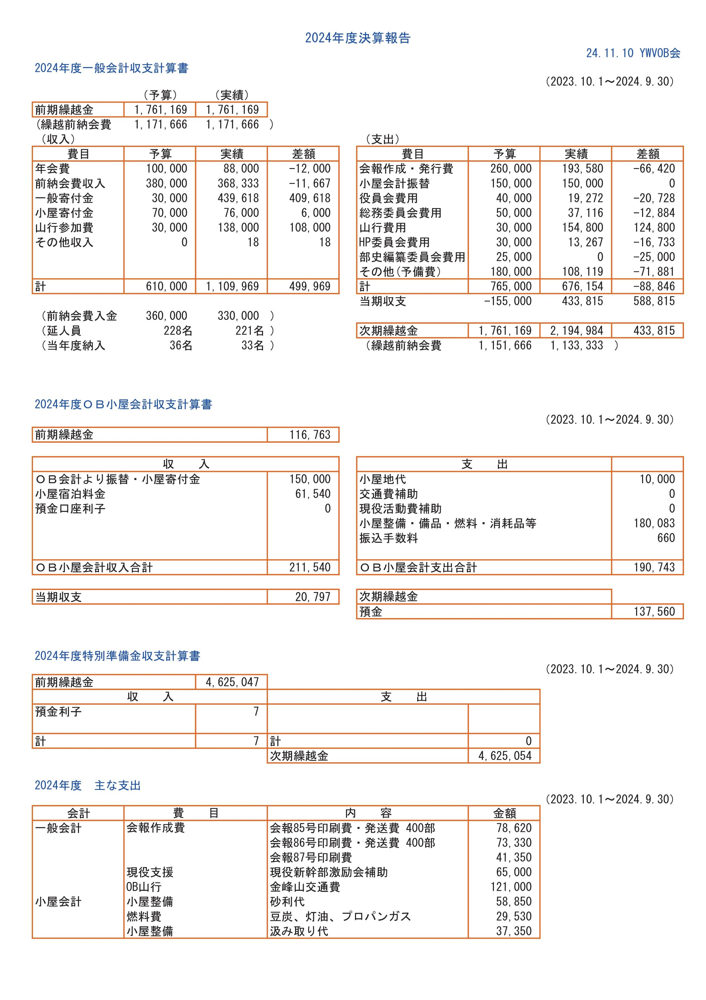 2024年度決算報告
24.11.10 YWVOB会
2024年度一般会計収支計算書
（2023.10.1～2024.9.30）
（予算） （実績）
前期繰越金 1,761,169 1,761,169
（繰越前納会費 1,171,666 1,171,666 ）
（収入）
費目 予算 実績 差額
年会費 100,000 88,000 -12,000
前納会費収入 380,000 368,333 -11,667
一般寄付金 30,000 439,618 409,618
小屋寄付金 70,000 76,000 6,000
山行参加費 30,000 138,000 108,000
その他収入 0 18 18
計 610,000 1,109,969 499,969
（前納会費入金 360,000 330,000 ）
（延人員 228名 221名 ）
（当年度納入 36名 33名 ）
（支出）
費目 予算 実績 差額
会報作成・発行費 260,000 193,580 -66,420
小屋会計振替 150,000 150,000 0
役員会費用 40,000 19,272 -20,728
総務委員会費用 50,000 37,116 -12,884
山行費用 30,000 154,800 124,800
HP委員会費用 30,000 13,267 -16,733
部史編纂委員会費用 25,000 0 -25,000
その他(予備費） 180,000 108,119 -71,881
計 765,000 676,154 -88,846
当期収支 -155,000 433,815 588,815
次期繰越金 1,761,169 2,194,984 433,815
（繰越前納会費 1,151,666 1,133,333 ）
2024年度ＯＢ小屋会計収支計算書
（2023.10.1～2024.9.30）
前期繰越金 116,763
収　　入
ＯＢ会計より振替・小屋寄付金 150,000
小屋宿泊料金 61,540
預金口座利子 0
ＯＢ小屋会計収入合計 211,540
当期収支 20,797
支　　出
小屋地代 10,000
交通費補助 0
現役活動費補助 0
小屋整備・備品・燃料・消耗品等 180,083
振込手数料 660
ＯＢ小屋会計支出合計 190,743
次期繰越金
預金 137,560
2024年度特別準備金収支計算書
（2023.10.1～2024.9.30）
前期繰越金 4,625,047
収　　入 支　　出
預金利子 7
計 7 計 0
次期繰越金 4,625,054
2024年度　主な支出
（2023.10.1～2024.9.30）
会計 費　　目 内　　容 金額
一般会計 会報作成費 会報85号印刷費・発送費 400部 78,620
会報86号印刷費・発送費 400部 73,330
会報87号印刷費 41,350
現役支援 現役新幹部激励会補助 65,000
OB山行 金峰山交通費 121,000
小屋会計 小屋整備 砂利代 58,850
燃料費 豆炭、灯油、プロパンガス 29,530
小屋整備 汲み取り代 37,350